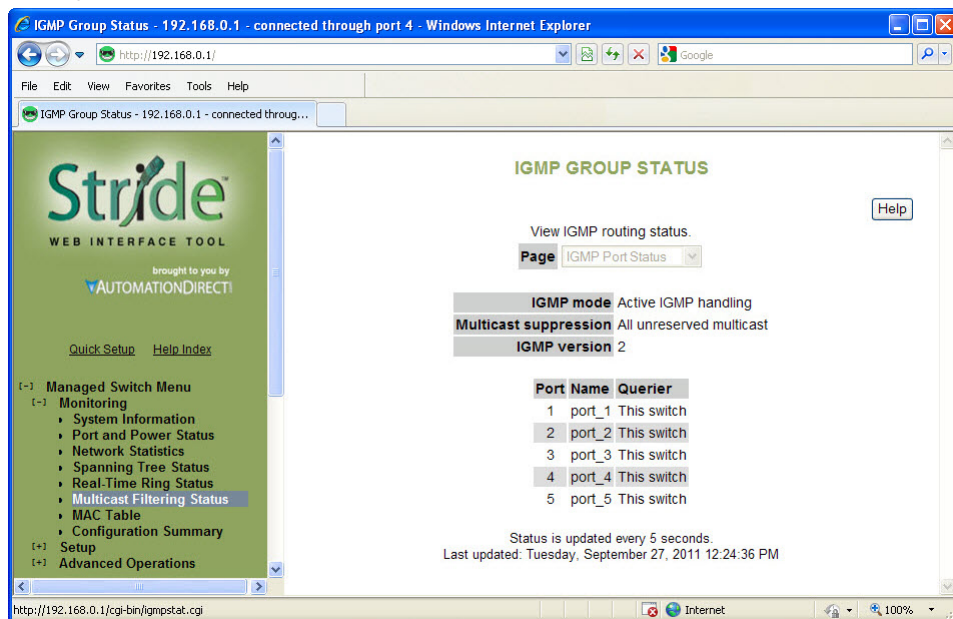 IGMP Group Status - 192.168.0.1 - connected through port 4 - Windows Internet Explorer
http://192.168.0.1/
Google
File Edit View Favorites Tools Help
IGMP Group Status - 192.168.0.1 - connected throug...
Stride
WEB INTERFACE TOOL
brought to you by
AUTOMATIONDIRECT
Quick Setup Help Index
[-] Managed Switch Menu
[-] Monitoring
System Information
Port and Power Status
Network Statistics
Spanning Tree Status
Real-Time Ring Status
Multicast Filtering Status
MAC Table
Configuration Summary
[+] Setup
[+] Advanced Operations
IGMP GROUP STATUS
Help
View IGMP routing status.
Page IGMP Port Status
IGMP mode Active IGMP handling
Multicast suppression All unreserved multicast
IGMP version 2
Port Name Querier
1 port_1 This switch
2 port_2 This switch
3 port_3 This switch
4 port_4 This switch
5 port_5 This switch
Status is updated every 5 seconds.
Last updated: Tuesday, September 27, 2011 12:24:36 PM
http://192.168.0.1/cgi-bin/igmpstat.cgi
Internet
100%